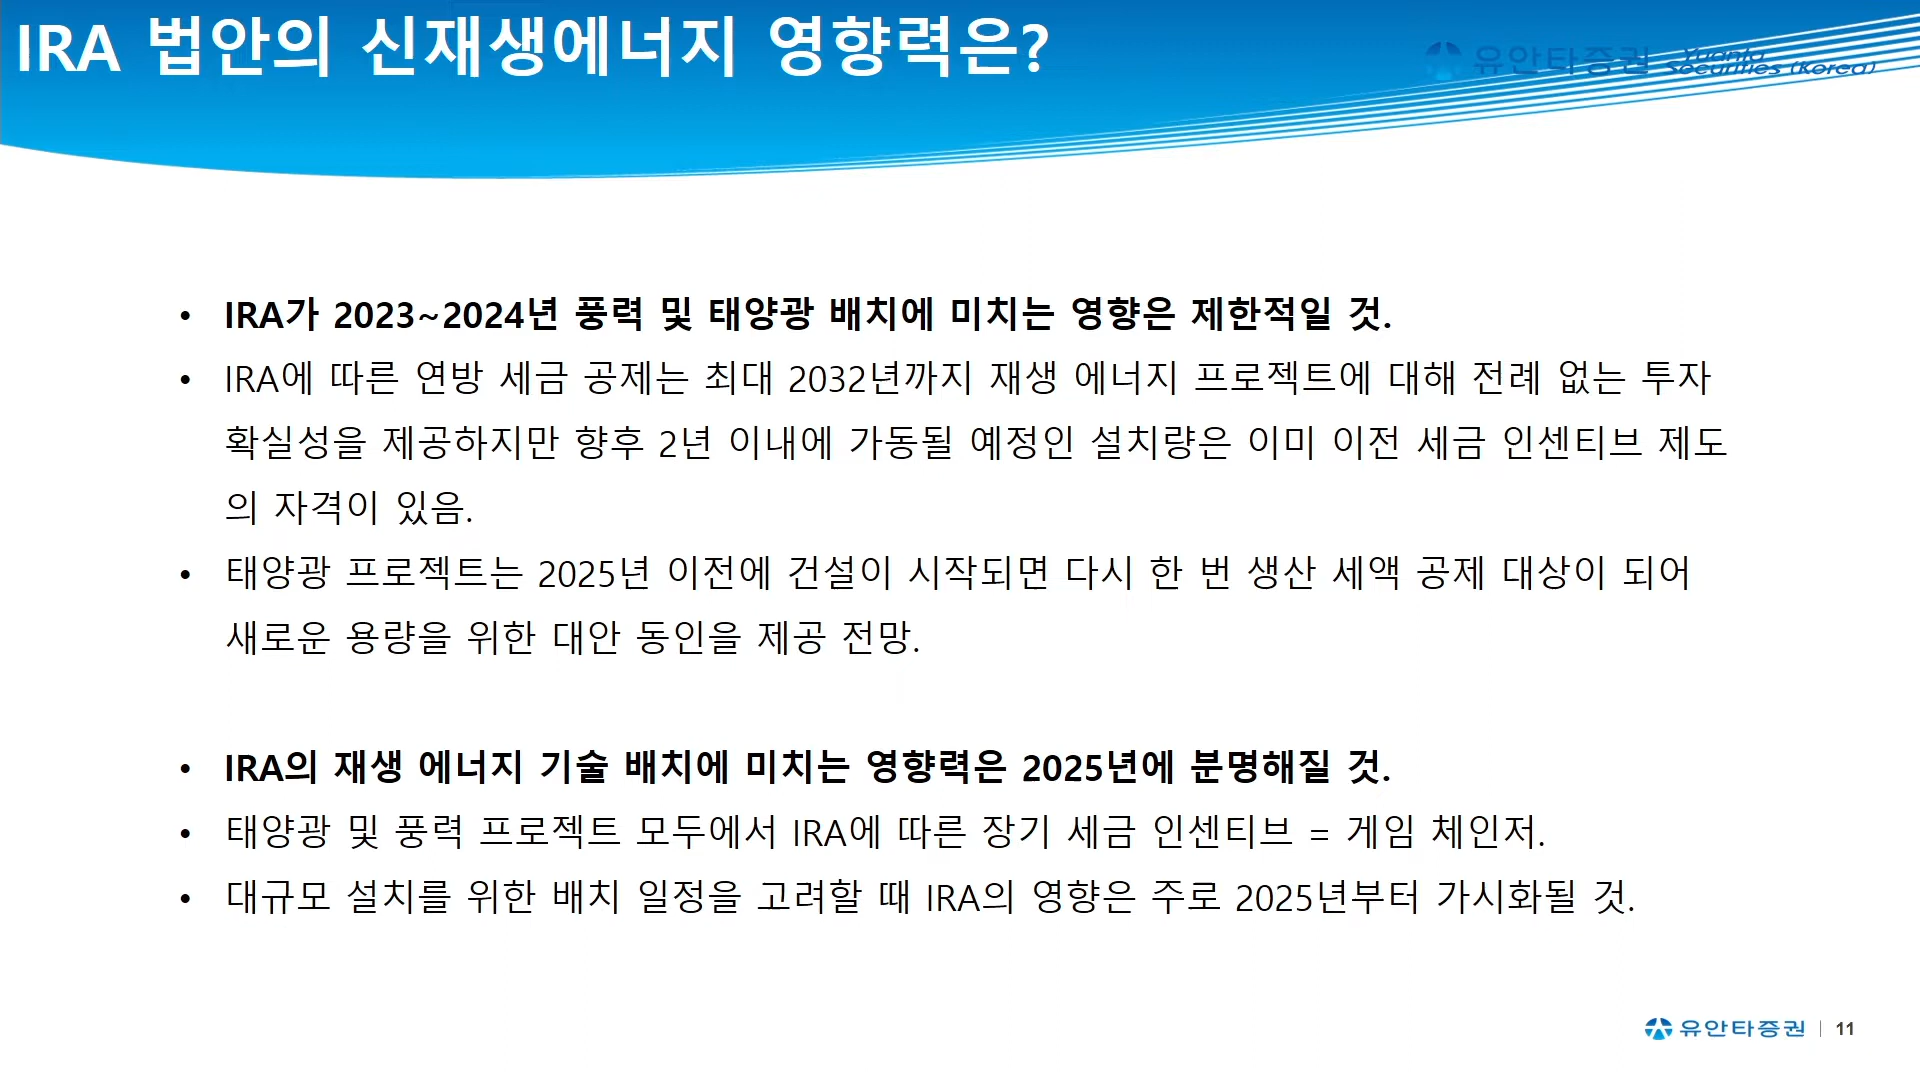 IRA 법안의 신재생에너지 영향력은?
유안타증권 Yuanta Securities (Korea)
• IRA가 2023~2024년 풍력 및 태양광 배치에 미치는 영향은 제한적일 것.
• IRA에 따른 연방 세금 공제는 최대 2032년까지 재생 에너지 프로젝트에 대해 전례 없는 투자
확실성을 제공하지만 향후 2년 이내에 가동될 예정인 설치량은 이미 이전 세금 인센티브 제도
의 자격이 있음.
• 태양광 프로젝트는 2025년 이전에 건설이 시작되면 다시 한 번 생산 세액 공제 대상이 되어
새로운 용량을 위한 대안 동인을 제공 전망.
• IRA의 재생 에너지 기술 배치에 미치는 영향력은 2025년에 분명해질 것.
• 태양광 및 풍력 프로젝트 모두에서 IRA에 따른 장기 세금 인센티브 = 게임 체인저.
• 대규모 설치를 위한 배치 일정을 고려할 때 IRA의 영향은 주로 2025년부터 가시화될 것.
유안타증권 | 11